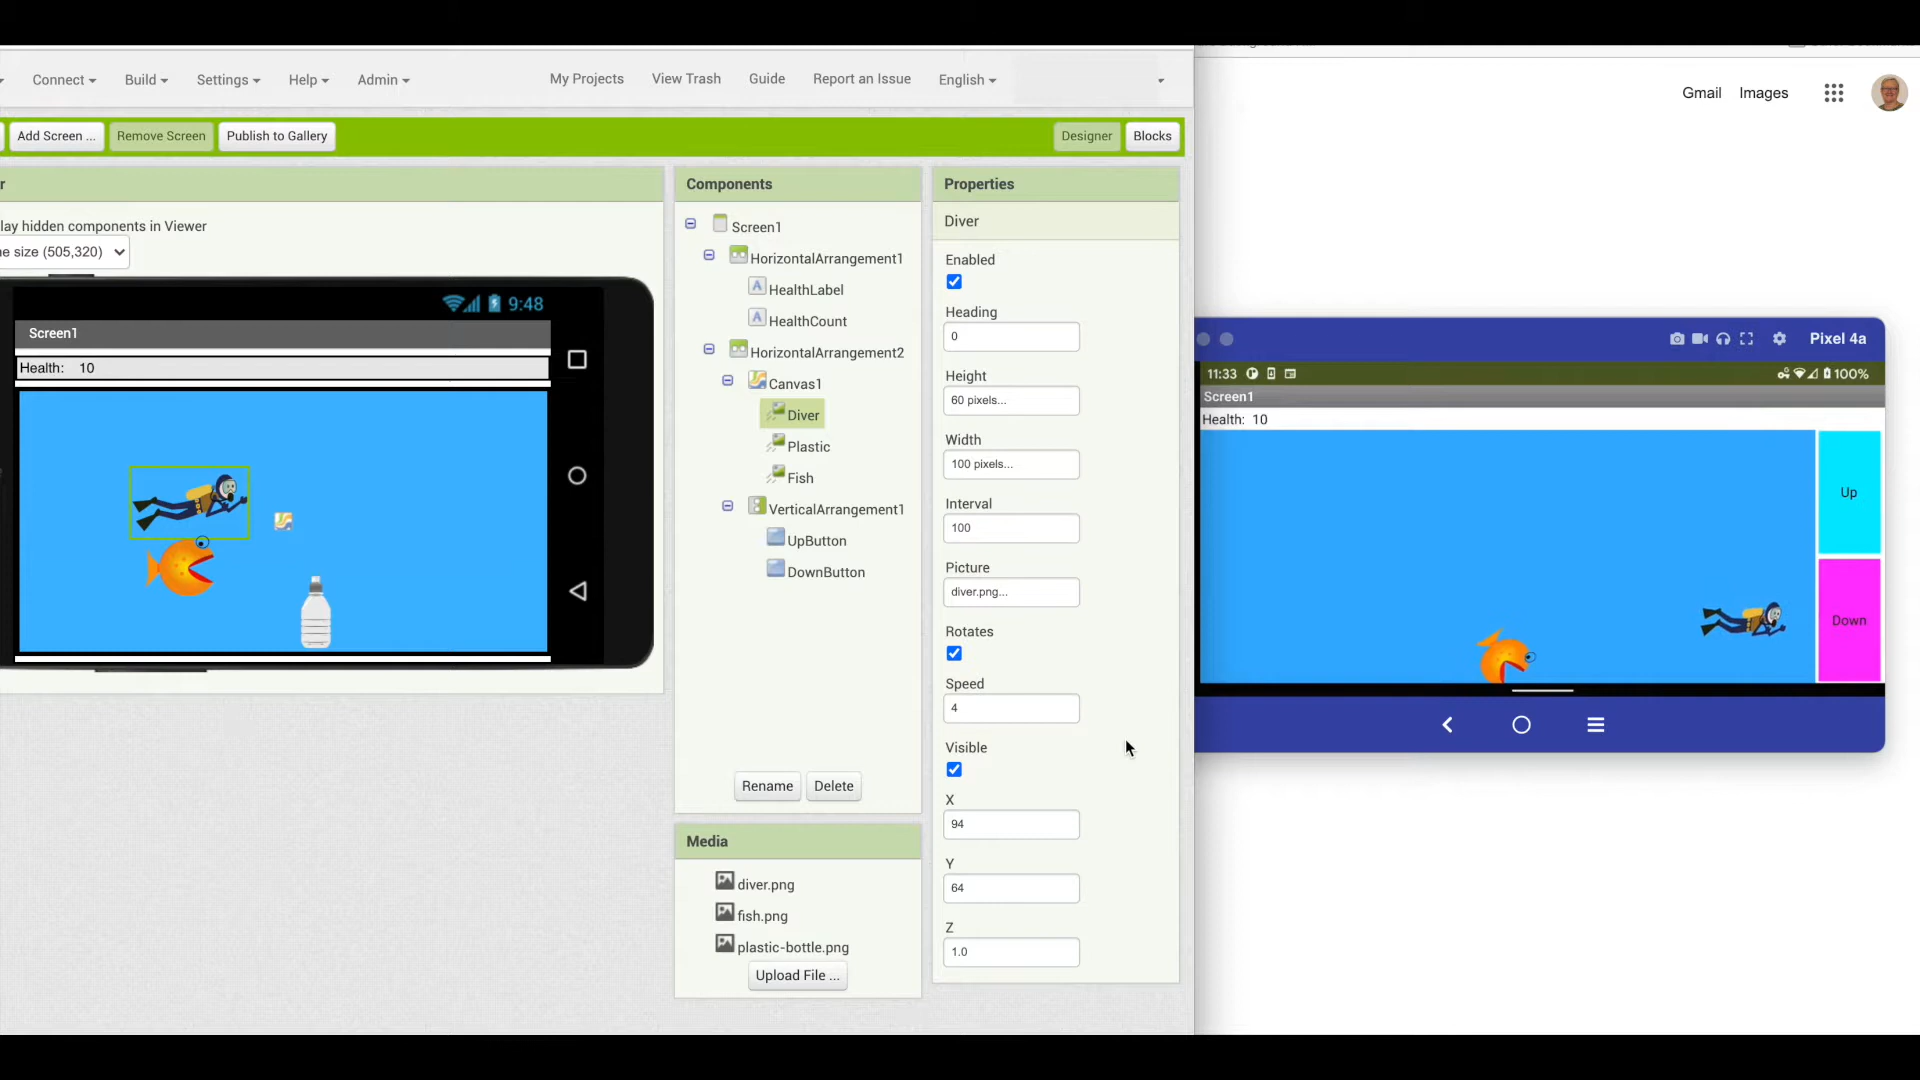 Connect
Build
Settings
Help
Admin
My Projects
View Trash
Guide
Report an Issue
English
Gmail
Images
Add Screen ...
Remove Screen
Publish to Gallery
Designer
Blocks
r
lay hidden components in Viewer
ne size (505,320)
9:48
Screen1
Health: 10
Components
Screen1
HorizontalArrangement1
A HealthLabel
A HealthCount
HorizontalArrangement2
Canvas1
Diver
Plastic
Fish
VerticalArrangement1
UpButton
DownButton
Rename
Delete
Media
diver.png
fish.png
plastic-bottle.png
Upload File ...
Properties
Diver
Enabled
Heading
0
Height
60 pixels...
Width
100 pixels...
Interval
100
Picture
diver.png...
Rotates
Speed
4
Visible
X
94
Y
64
Z
1.0
Pixel 4a
11:33
100%
Screen1
Health: 10
Up
Down